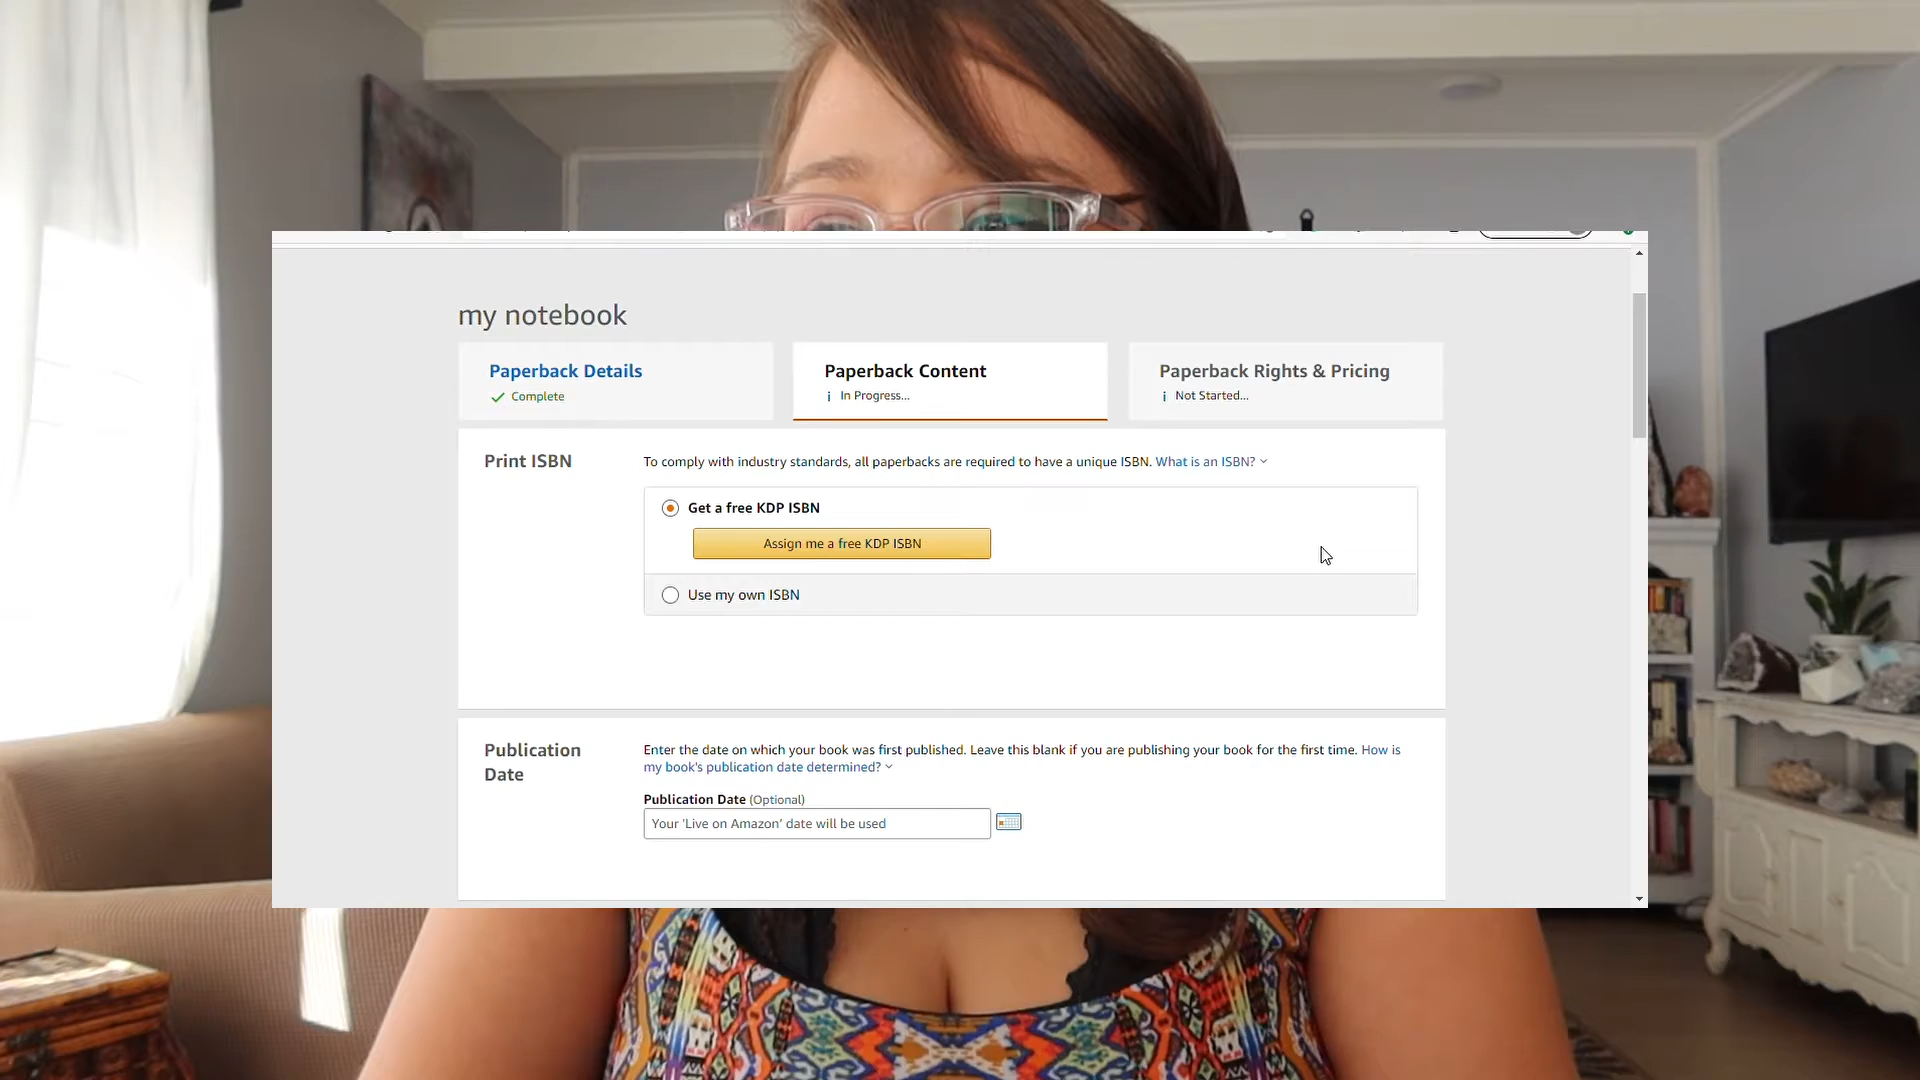 my notebook
Paperback Details
Complete
Paperback Content
In Progress...
Paperback Rights & Pricing
Not Started...
Print ISBN
To comply with industry standards, all paperbacks are required to have a unique ISBN. What is an ISBN?
Get a free KDP ISBN
Assign me a free KDP ISBN
Use my own ISBN
Publication
Date
Enter the date on which your book was first published. Leave this blank if you are publishing your book for the first time. How is
my book's publication date determined?
Publication Date (Optional)
Your 'Live on Amazon' date will be used